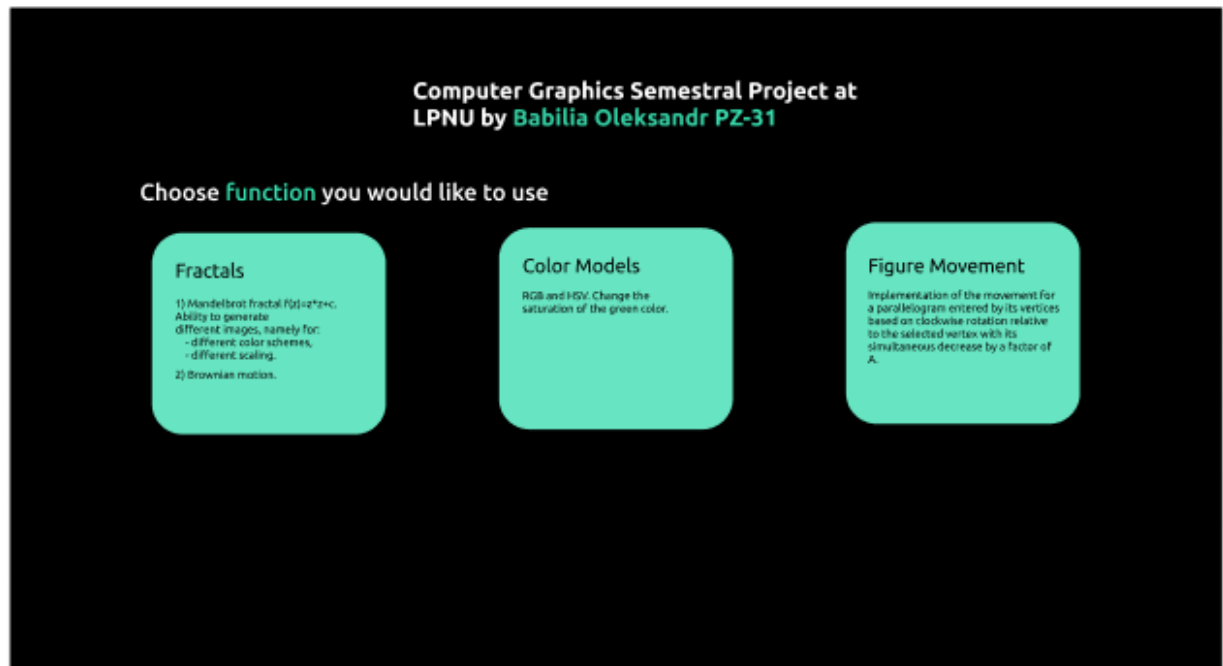 Computer Graphics Semestral Project at
LPNU by Babilia Oleksandr PZ-31
Choose function you would like to use
Fractals
1) Mandelbrot fractal f(z)=z*z+c.
Ability to generate
different images, namely for:
- different color schemes,
- different scaling.
2) Brownian motion.
Color Models
RGB and HSV. Change the
saturation of the green color.
Figure Movement
Implementation of the movement for
a parallelogram entered by its vertices
based on clockwise rotation relative
to the selected vertex with its
simultaneous decrease by a factor of
A.